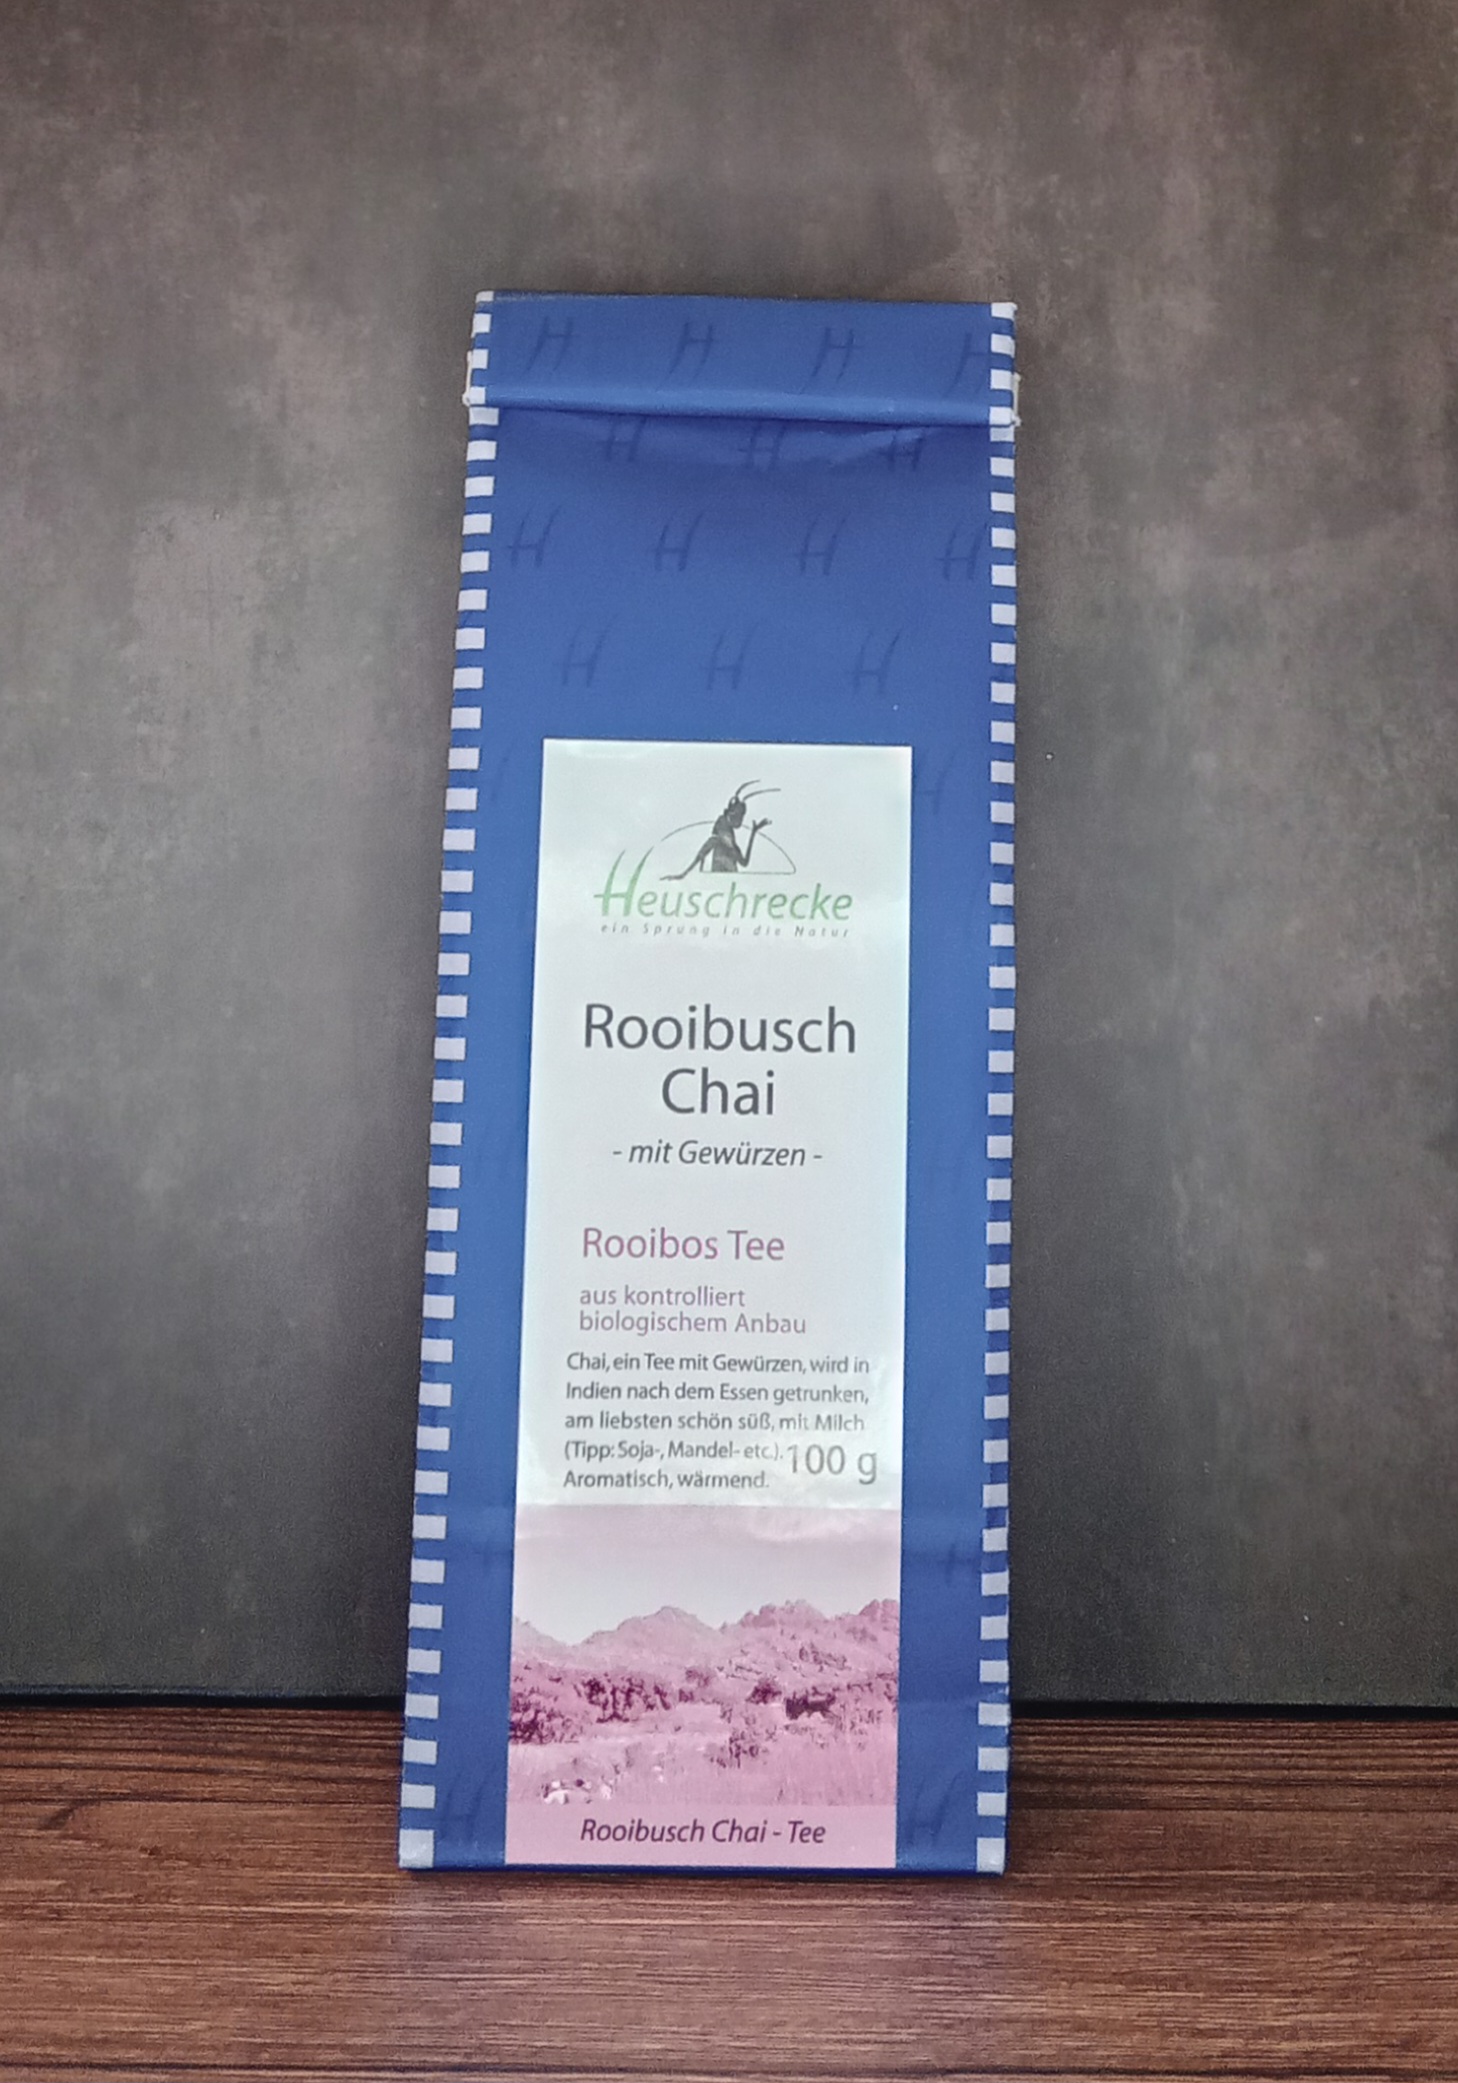 Heuschrecke
ein Sprung in die Natur
Rooibusch
Chai
- mit Gewürzen -
Rooibos Tee
aus kontrolliert
biologischem Anbau
Chai, ein Tee mit Gewürzen, wird in
Indien nach dem Essen getrunken,
am liebsten schön süß, mit Milch
(Tipp: Soja-, Mandel- etc.).
Aromatisch, wärmend.
100 g
Rooibusch Chai - Tee